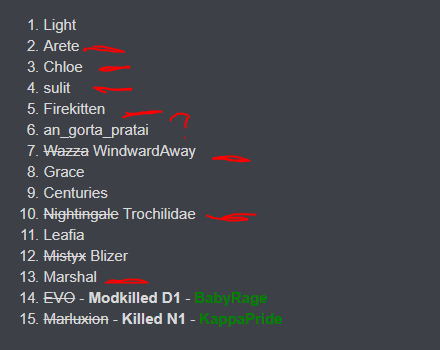 1. Light
2. Arete
3. Chloe
4. sulit
5. Firekitten
6. an_gorta_pratai ?
7. Wazza WindwardAway
8. Grace
9. Centuries
10. Nightingale Trochilidae
11. Leafia
12. Mistyx Blizer
13. Marshal
14. EVO - Modkilled D1 - BabyRage
15. Marluxion - Killed N1 - KappaPride